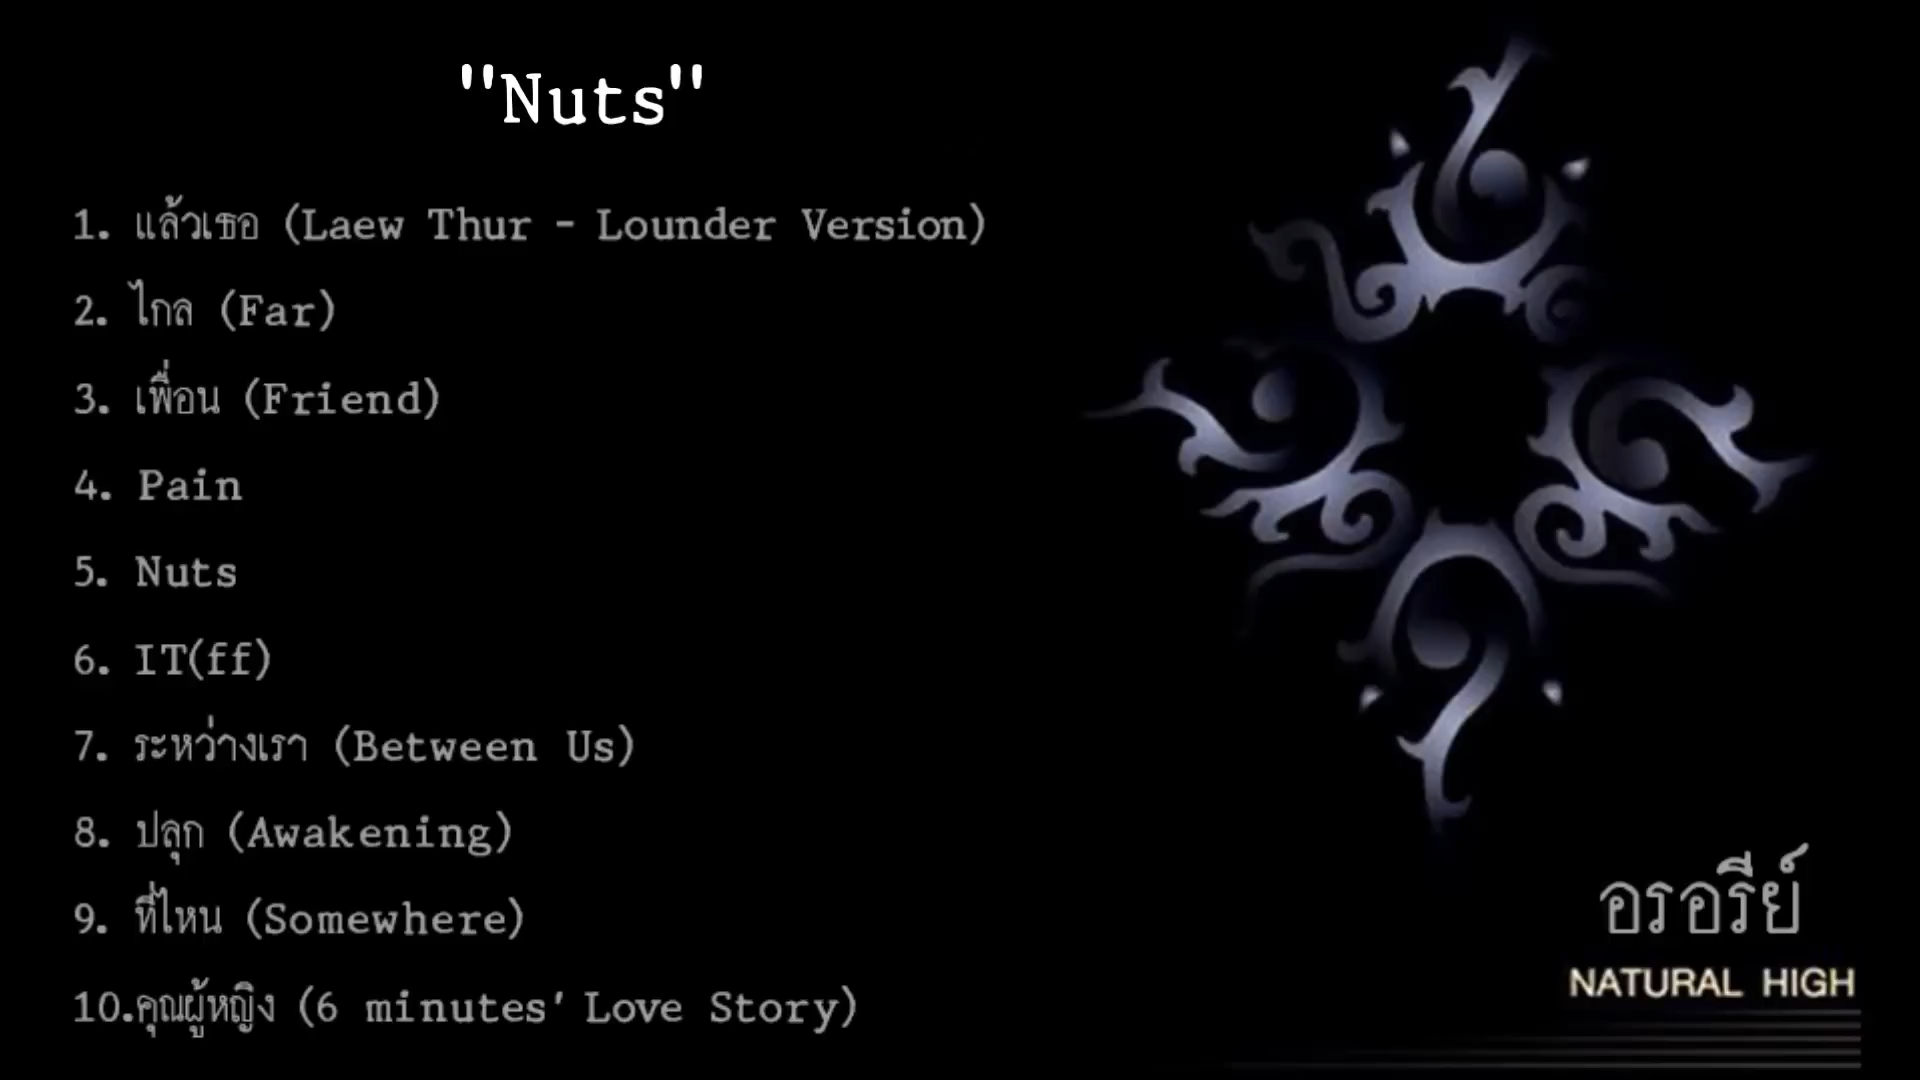 "Nuts"
1. แล้วเธอ (Laew Thur - Lounder Version)
2. ไกล (Far)
3. เพื่อน (Friend)
4. Pain
5. Nuts
6. IT(ff)
7. ระหว่างเรา (Between Us)
8. ปลุก (Awakening)
9. ที่ไหน (Somewhere)
10.คุณผู้หญิง (6 minutes' Love Story)
อรอรีย์
NATURAL HIGH